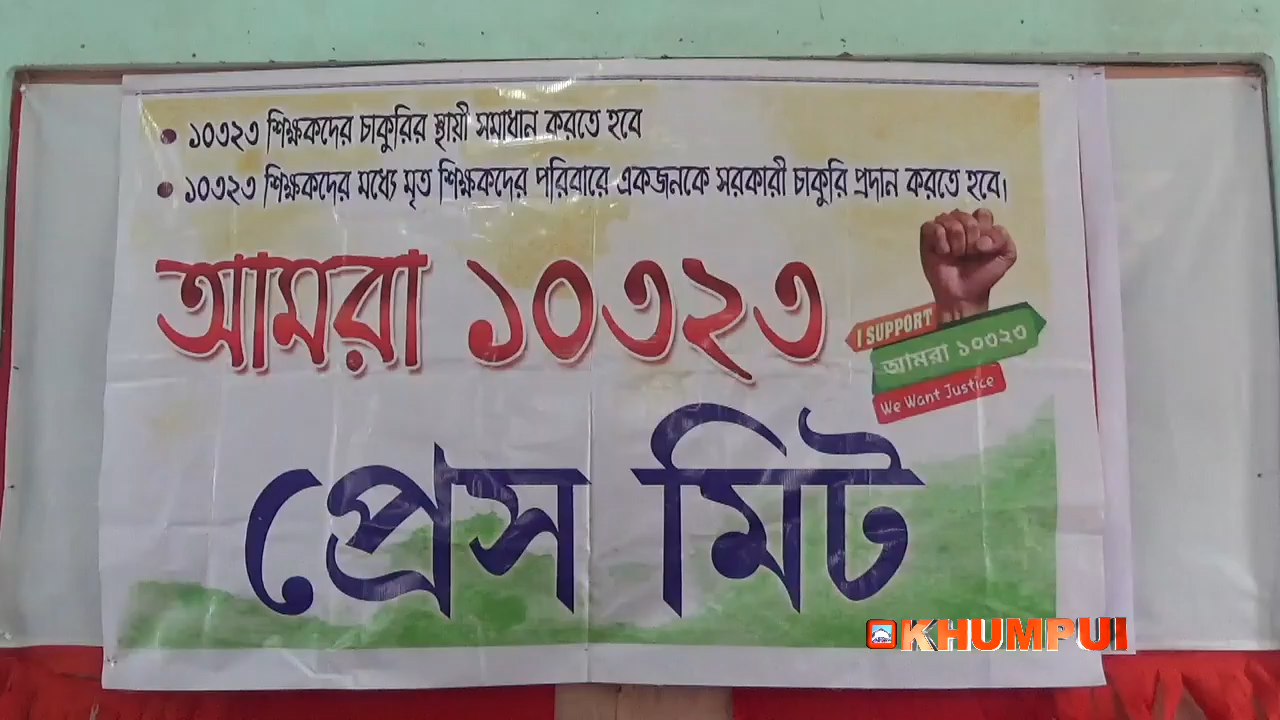 • ১০৩২৩ শিক্ষকদের চাকুরির স্থায়ী সমাধান করতে হবে
• ১০৩২৩ শিক্ষকদের মধ্যে মৃত শিক্ষকদের পরিবারে একজনকে সরকারী চাকুরি প্রদান করতে হবে।
আমরা ১০৩২৩
I SUPPORT
আমরা ১০৩২৩
We Want Justice
প্রেস মিট
KHUMPUI